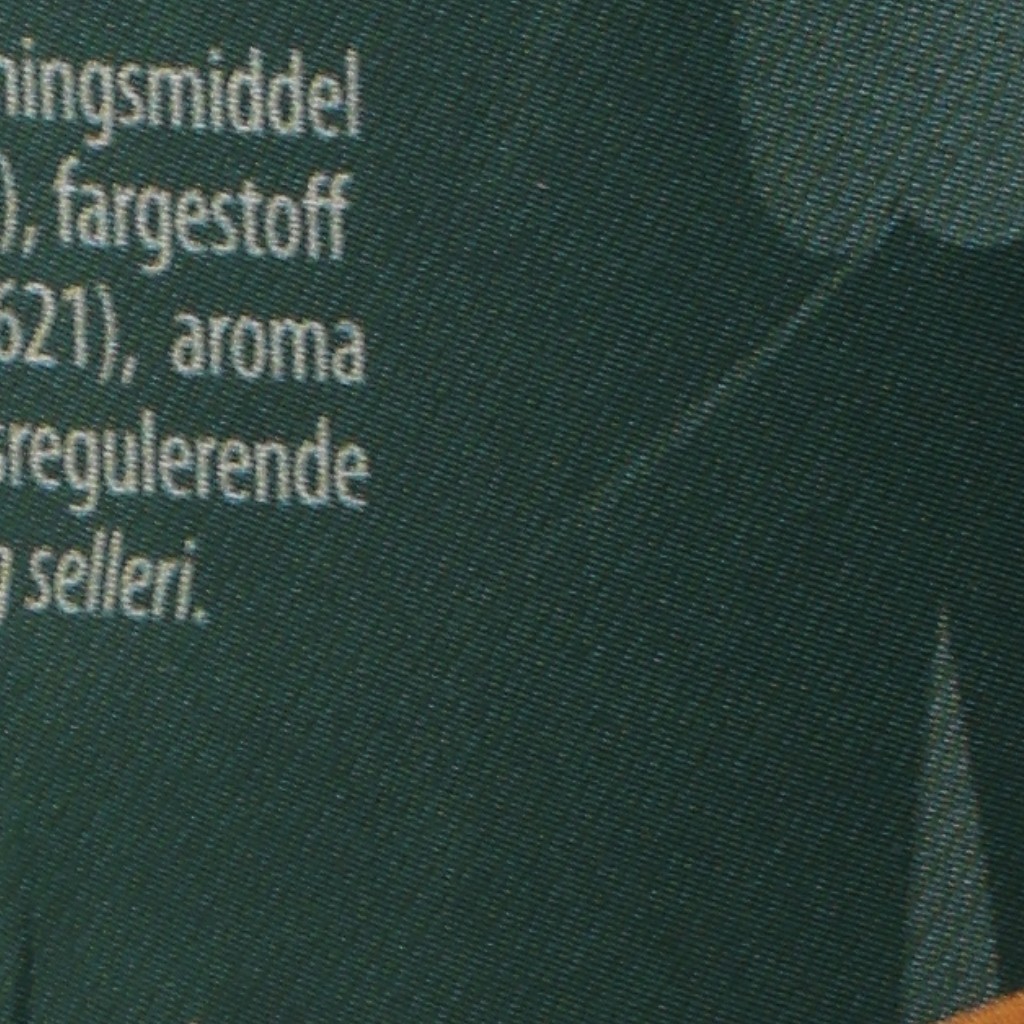 ningsmiddel
), fargestoff
621), aroma
sregulerende
g selleri.